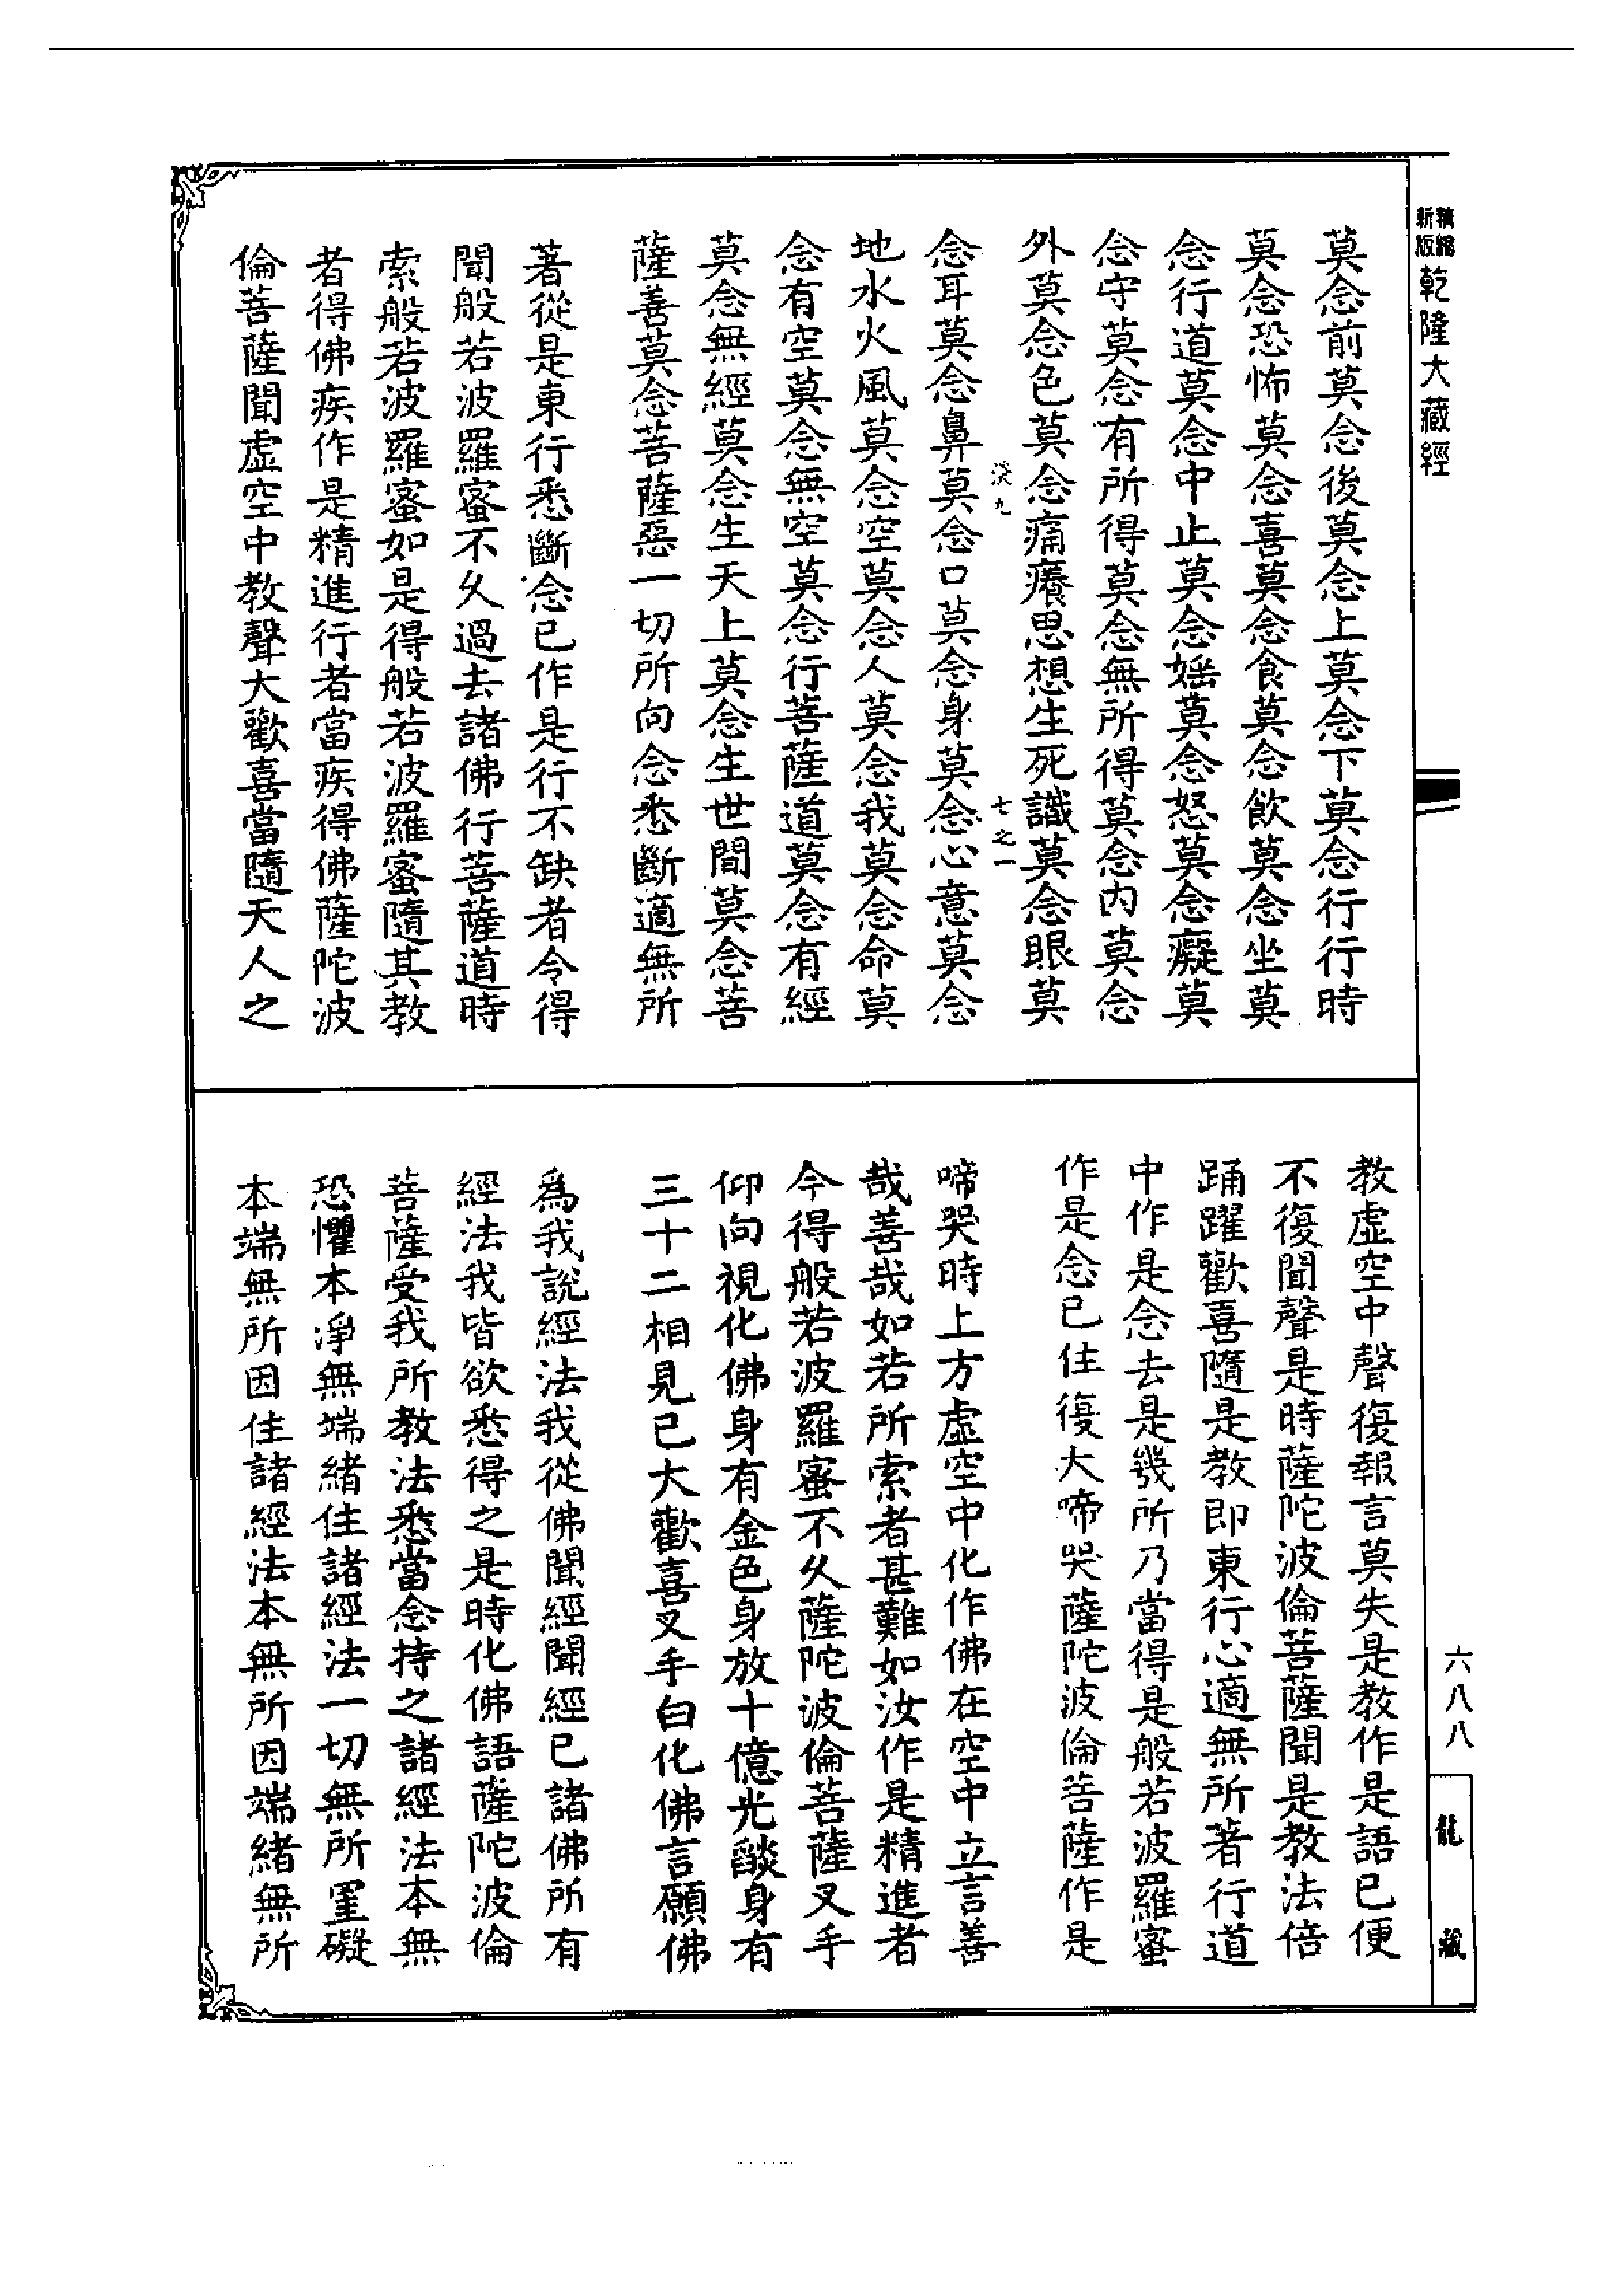 精縮新版乾隆大藏經
莫念前莫念後莫念上莫念下莫念行行時
莫念恐怖莫念喜莫念食莫念飲莫念坐莫
念行道莫念中止莫念婬莫念怒莫念癡莫
念守莫念有所得莫念無所得莫念內莫念
外莫念色莫念痛癢思想生死識莫念眼莫
淡九 七之一
念耳莫念鼻莫念口莫念身莫念心意莫念
地水火風莫念空莫念人莫念我莫念命莫
念有空莫念無空莫念行菩薩道莫念有經
莫念無經莫念生天上莫念生世間莫念菩
薩善莫念菩薩惡一切所向念悉斷適無所
著從是東行悉斷念已作是行不缺者令得
聞般若波羅蜜不久過去諸佛行菩薩道時
索般若波羅蜜如是得般若波羅蜜隨其教
者得佛疾作是精進行者當疾得佛薩陀波
倫菩薩聞虛空中教聲大歡喜當隨天人之
教虛空中聲復報言莫失是教作是語已便
不復聞聲是時薩陀波倫菩薩聞是教法倍
踊躍歡喜隨是教即東行心適無所著行道
中作是念去是幾所乃當得是般若波羅蜜
作是念已住復大啼哭薩陀波倫菩薩作是
啼哭時上方虛空中化作佛在空中立言善
哉善哉如若所索者甚難如汝作是精進者
今得般若波羅蜜不久薩陀波倫菩薩叉手
仰向視化佛身有金色身放十億光燄身有
三十二相見已大歡喜叉手白化佛言願佛
為我說經法我從佛聞經聞經已諸佛所有
經法我皆欲悉得之是時化佛語薩陀波倫
菩薩受我所教法悉當念持之諸經法本無
恐懼本淨無端緒住諸經法一切無所罣礙
本端無所因住諸經法本無所因端緒無所
六八八
龍藏